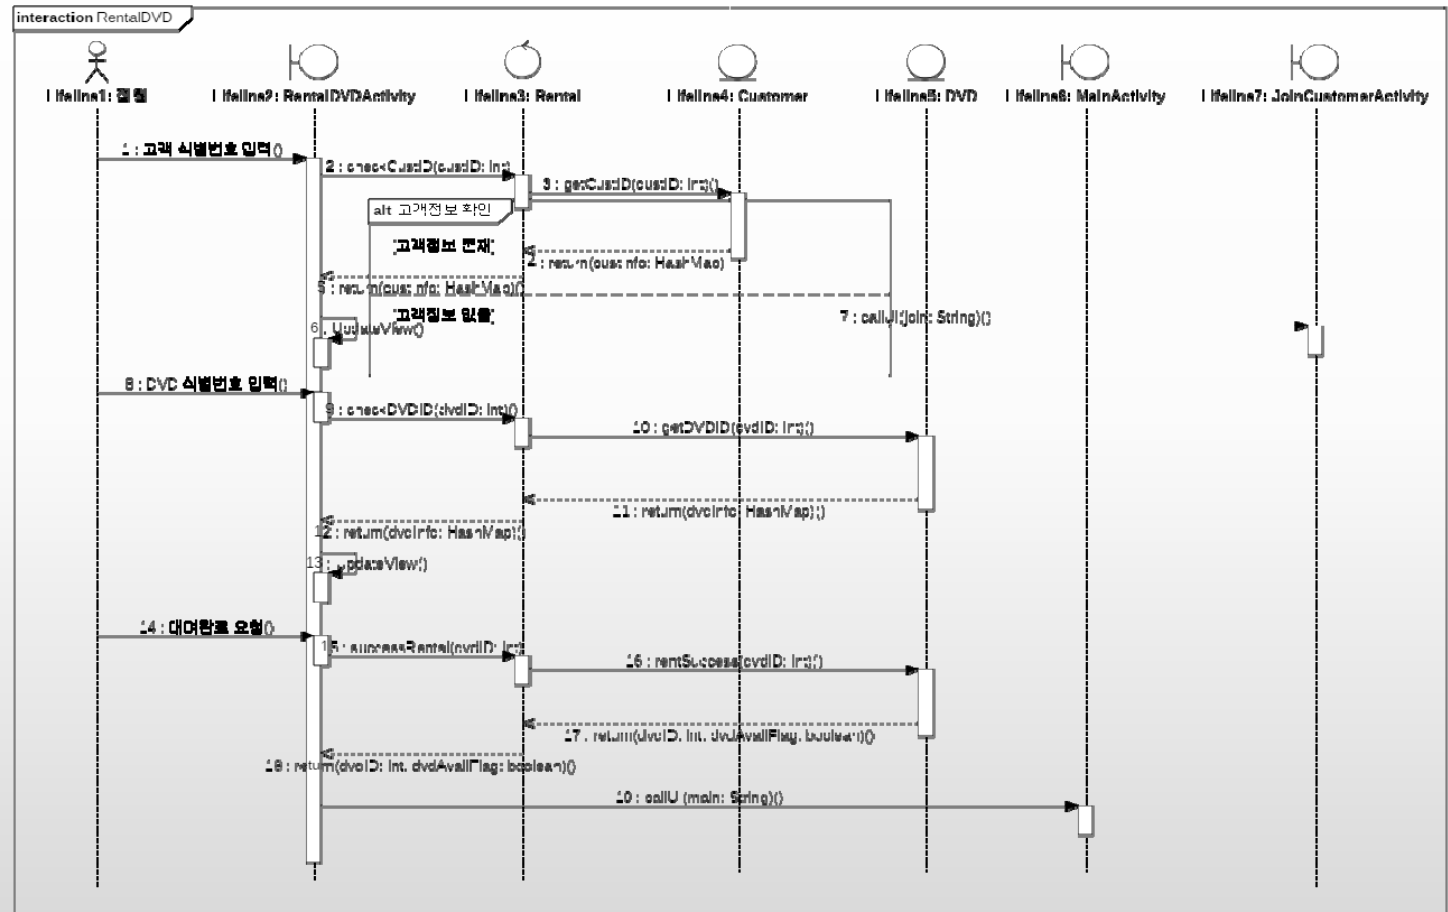 interaction RentalDVD
lifeline1: 점원
lifeline2: RentalDVDActivity
lifeline3: Rental
lifeline4: Customer
lifeline5: DVD
lifeline6: MainActivity
lifeline7: JoinCustomerActivity
1 : 고객 식별번호 입력()
2 : checkCustID(custID: int)
3 : getCustID(custID: int)()
alt 고객정보 확인
[고객정보 존재]
4 : return(custInfo: HashMap)
5 : return(custInfo: HashMap)()
[고객정보 없음]
6 : UpdateView()
7 : callUI(join: String)()
8 : DVD 식별번호 입력()
9 : checkDVDID(dvdID: int)()
10 : getDVDID(dvdID: int)()
11 : return(dvdInfo: HashMap)()
12 : return(dvdInfo: HashMap)()
13 : updateView()
14 : 대여완료 요청()
15 : successRental(dvdID: int)
16 : rentSuccess(dvdID: int)()
17 : return(dvdID: int, dvdAvailFlag: boolean)()
18 : return(dvdID: int, dvdAvailFlag: boolean)()
19 : callUI(main: String)()